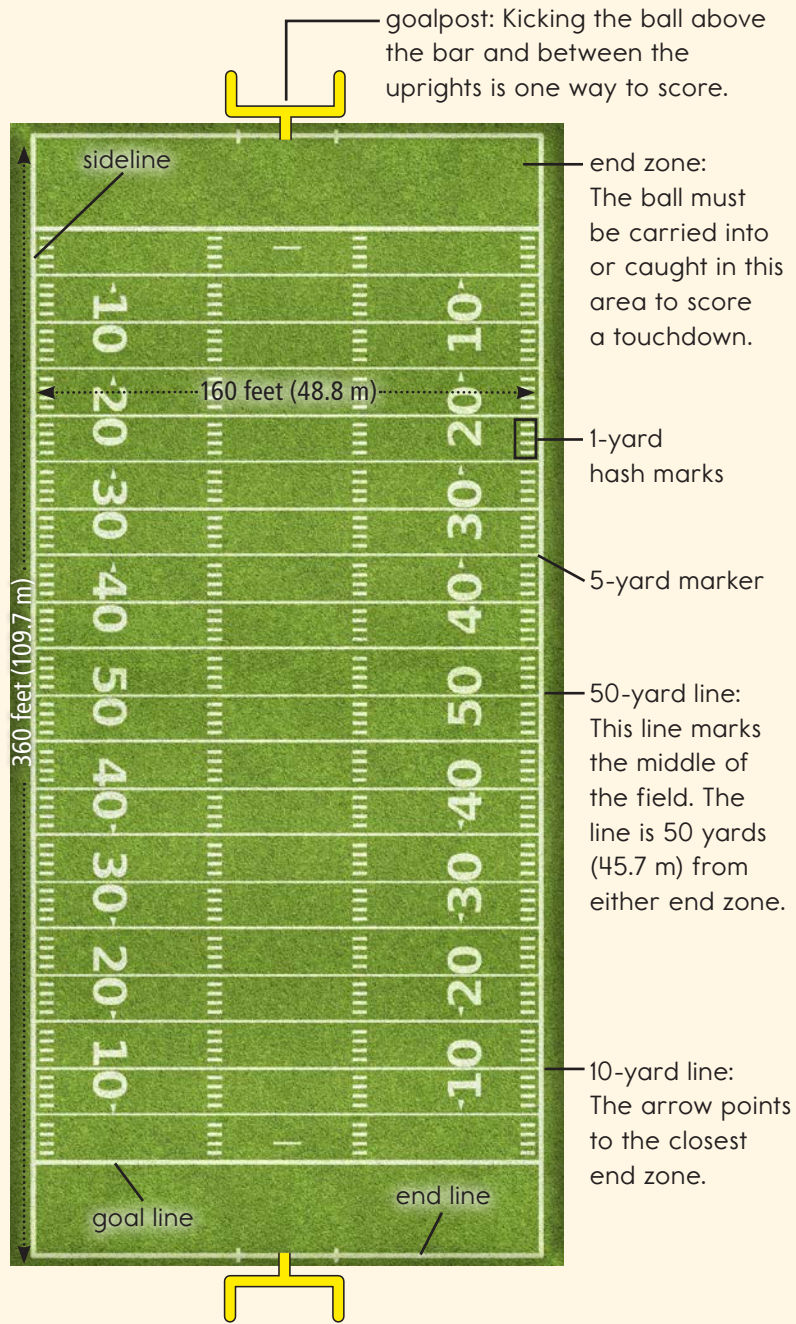 goalpost: Kicking the ball above
the bar and between the
uprights is one way to score.
sideline
end zone:
The ball must
be carried into
or caught in this
area to score
a touchdown.
10 10
160 feet (48.8 m)
20 20
1-yard
hash marks
30 30
5-yard marker
40 40
360 feet (109.7 m)
50 50
50-yard line:
This line marks
the middle of
the field. The
line is 50 yards
(45.7 m) from
either end zone.
40 40
30 30
20 20
10 10
10-yard line:
The arrow points
to the closest
end zone.
goal line
end line